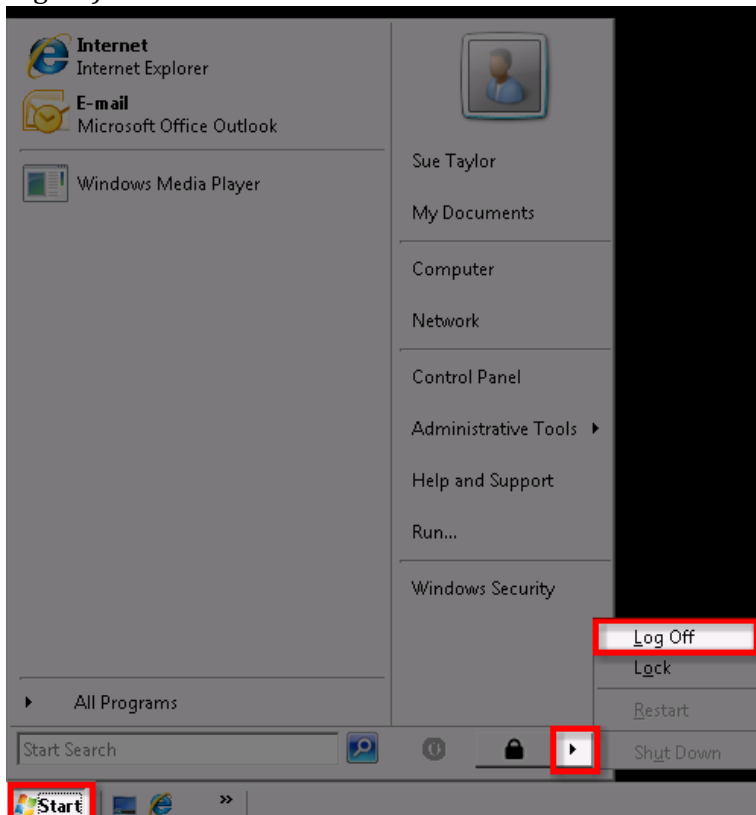 Internet
Internet Explorer
E-mail
Microsoft Office Outlook
Windows Media Player
All Programs
Start Search
Sue Taylor
My Documents
Computer
Network
Control Panel
Administrative Tools
Help and Support
Run...
Windows Security
Log Off
Lock
Restart
Shut Down
Start
»